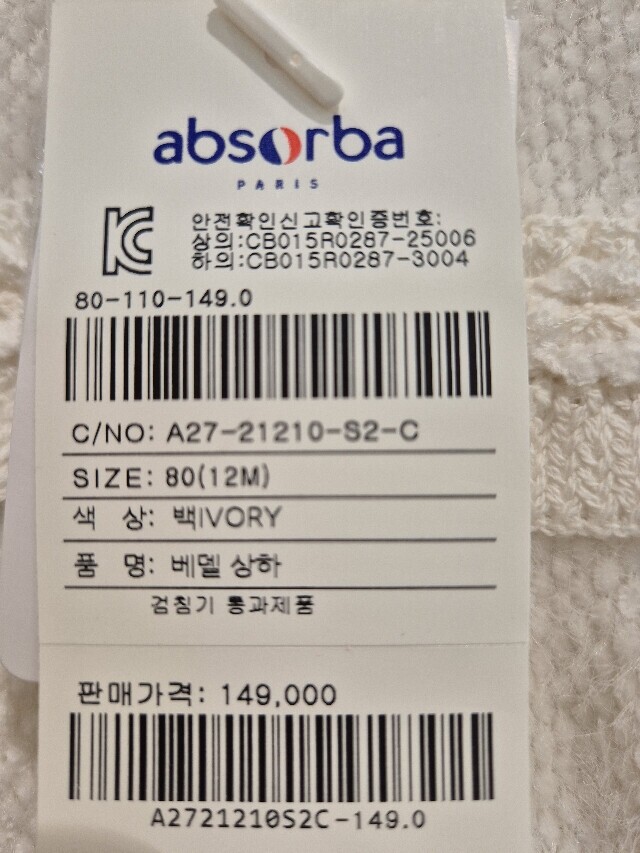 absorba
PARIS
안전확인신고확인증번호:
상의:CB015R0287-25006
하의:CB015R0287-3004
80-110-149.0
C/NO: A27-21210-S2-C
SIZE: 80(12M)
색 상: 백IVORY
품 명: 베델 상하
검침기 통과제품
판매가격: 149,000
A2721210S2C-149.0